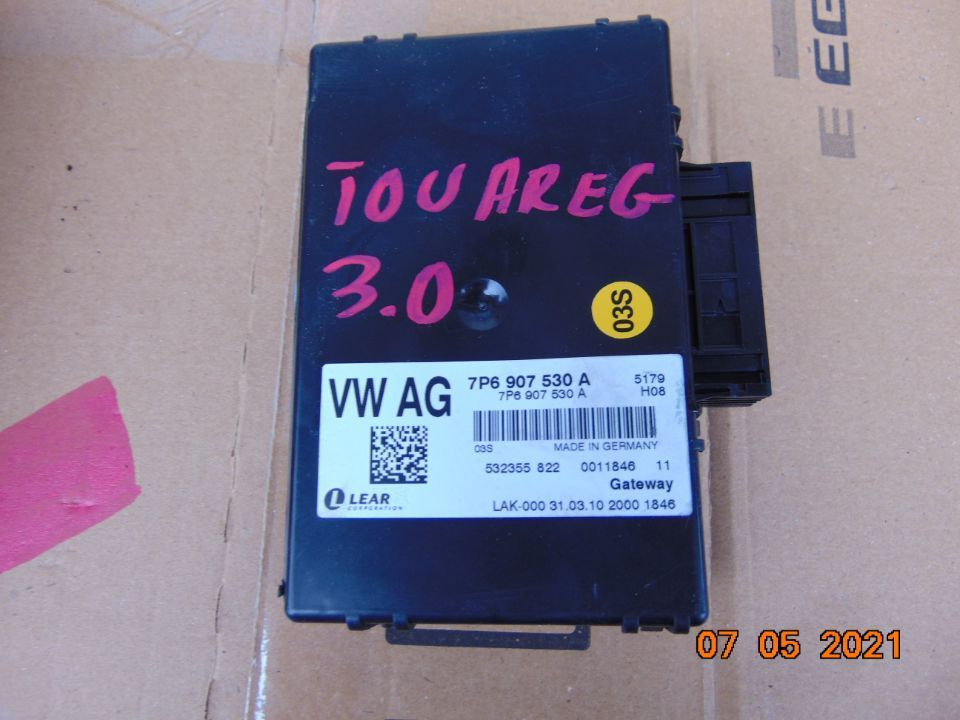 E EG
TOUAREG
3.0
03S
VW AG
7P6 907 530 A 5179
7P6 907 530 A H08
03S MADE IN GERMANY
532355 822 0011846 11
Gateway
LEAR
CORPORATION
LAK-000 31.03.10 2000 1846
07 05 2021